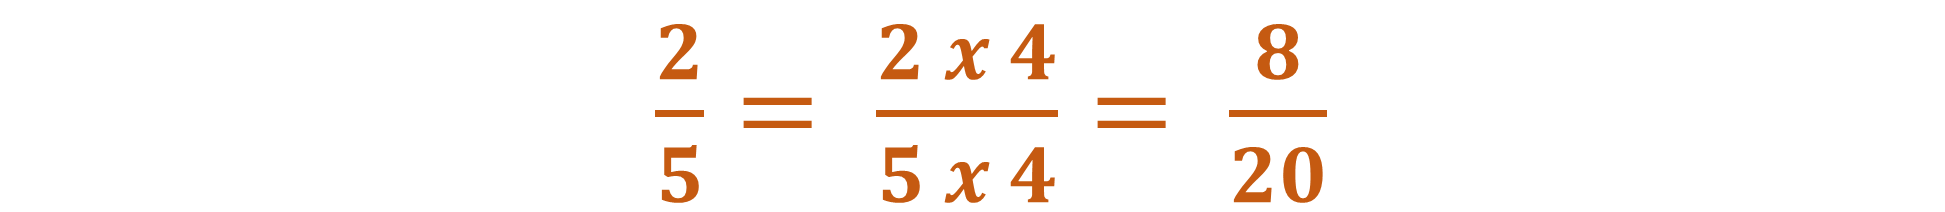 2/5 = 2 x 4/5 x 4 = 8/20